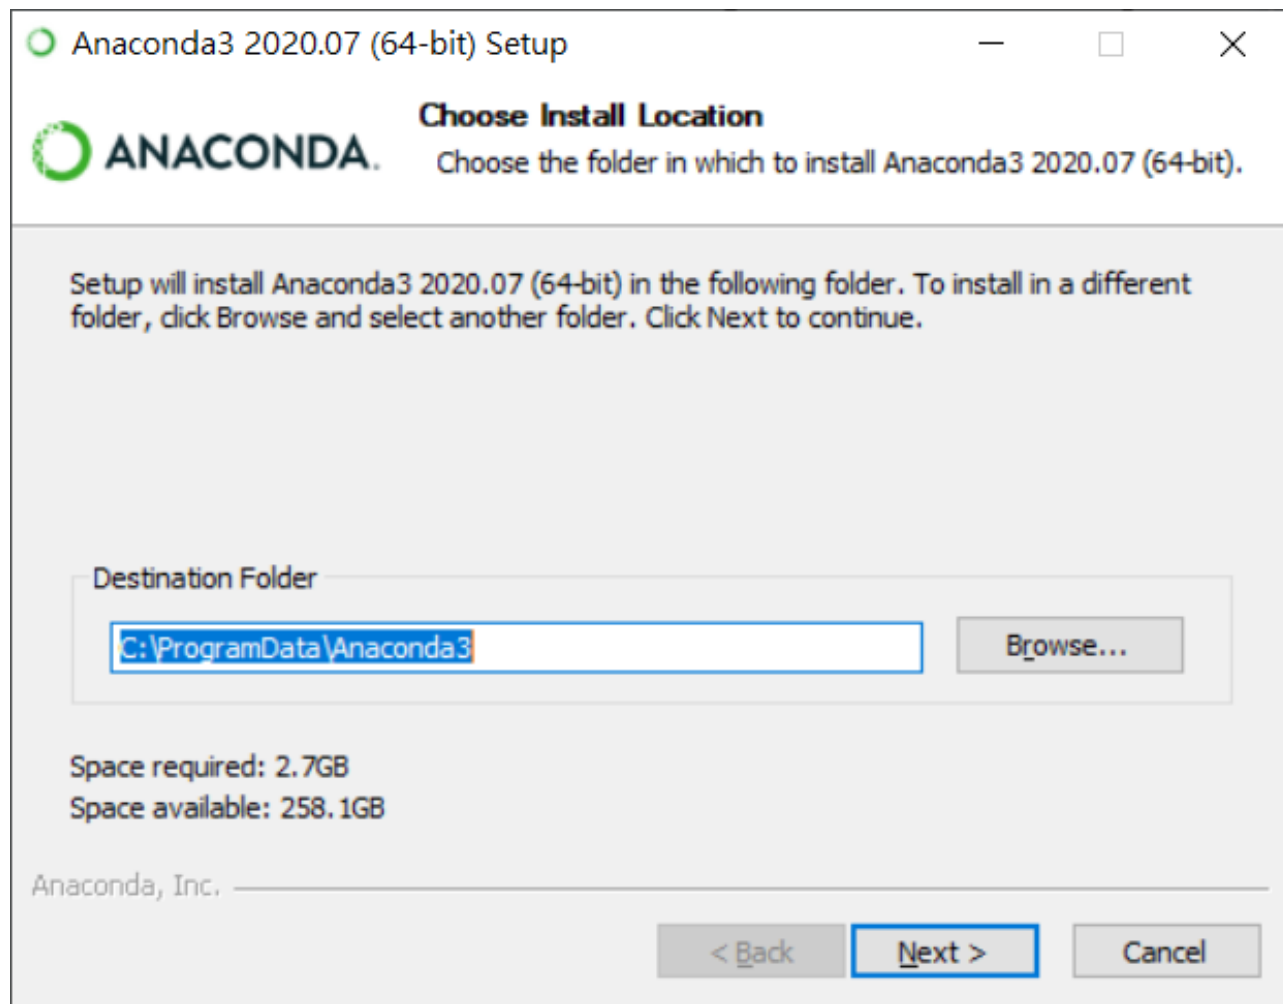 Anaconda3 2020.07 (64-bit) Setup
ANACONDA.
Choose Install Location
Choose the folder in which to install Anaconda3 2020.07 (64-bit).
Setup will install Anaconda3 2020.07 (64-bit) in the following folder. To install in a different
folder, click Browse and select another folder. Click Next to continue.
Destination Folder
C:\ProgramData\Anaconda3
Browse...
Space required: 2.7GB
Space available: 258.1GB
Anaconda, Inc.
< Back
Next >
Cancel